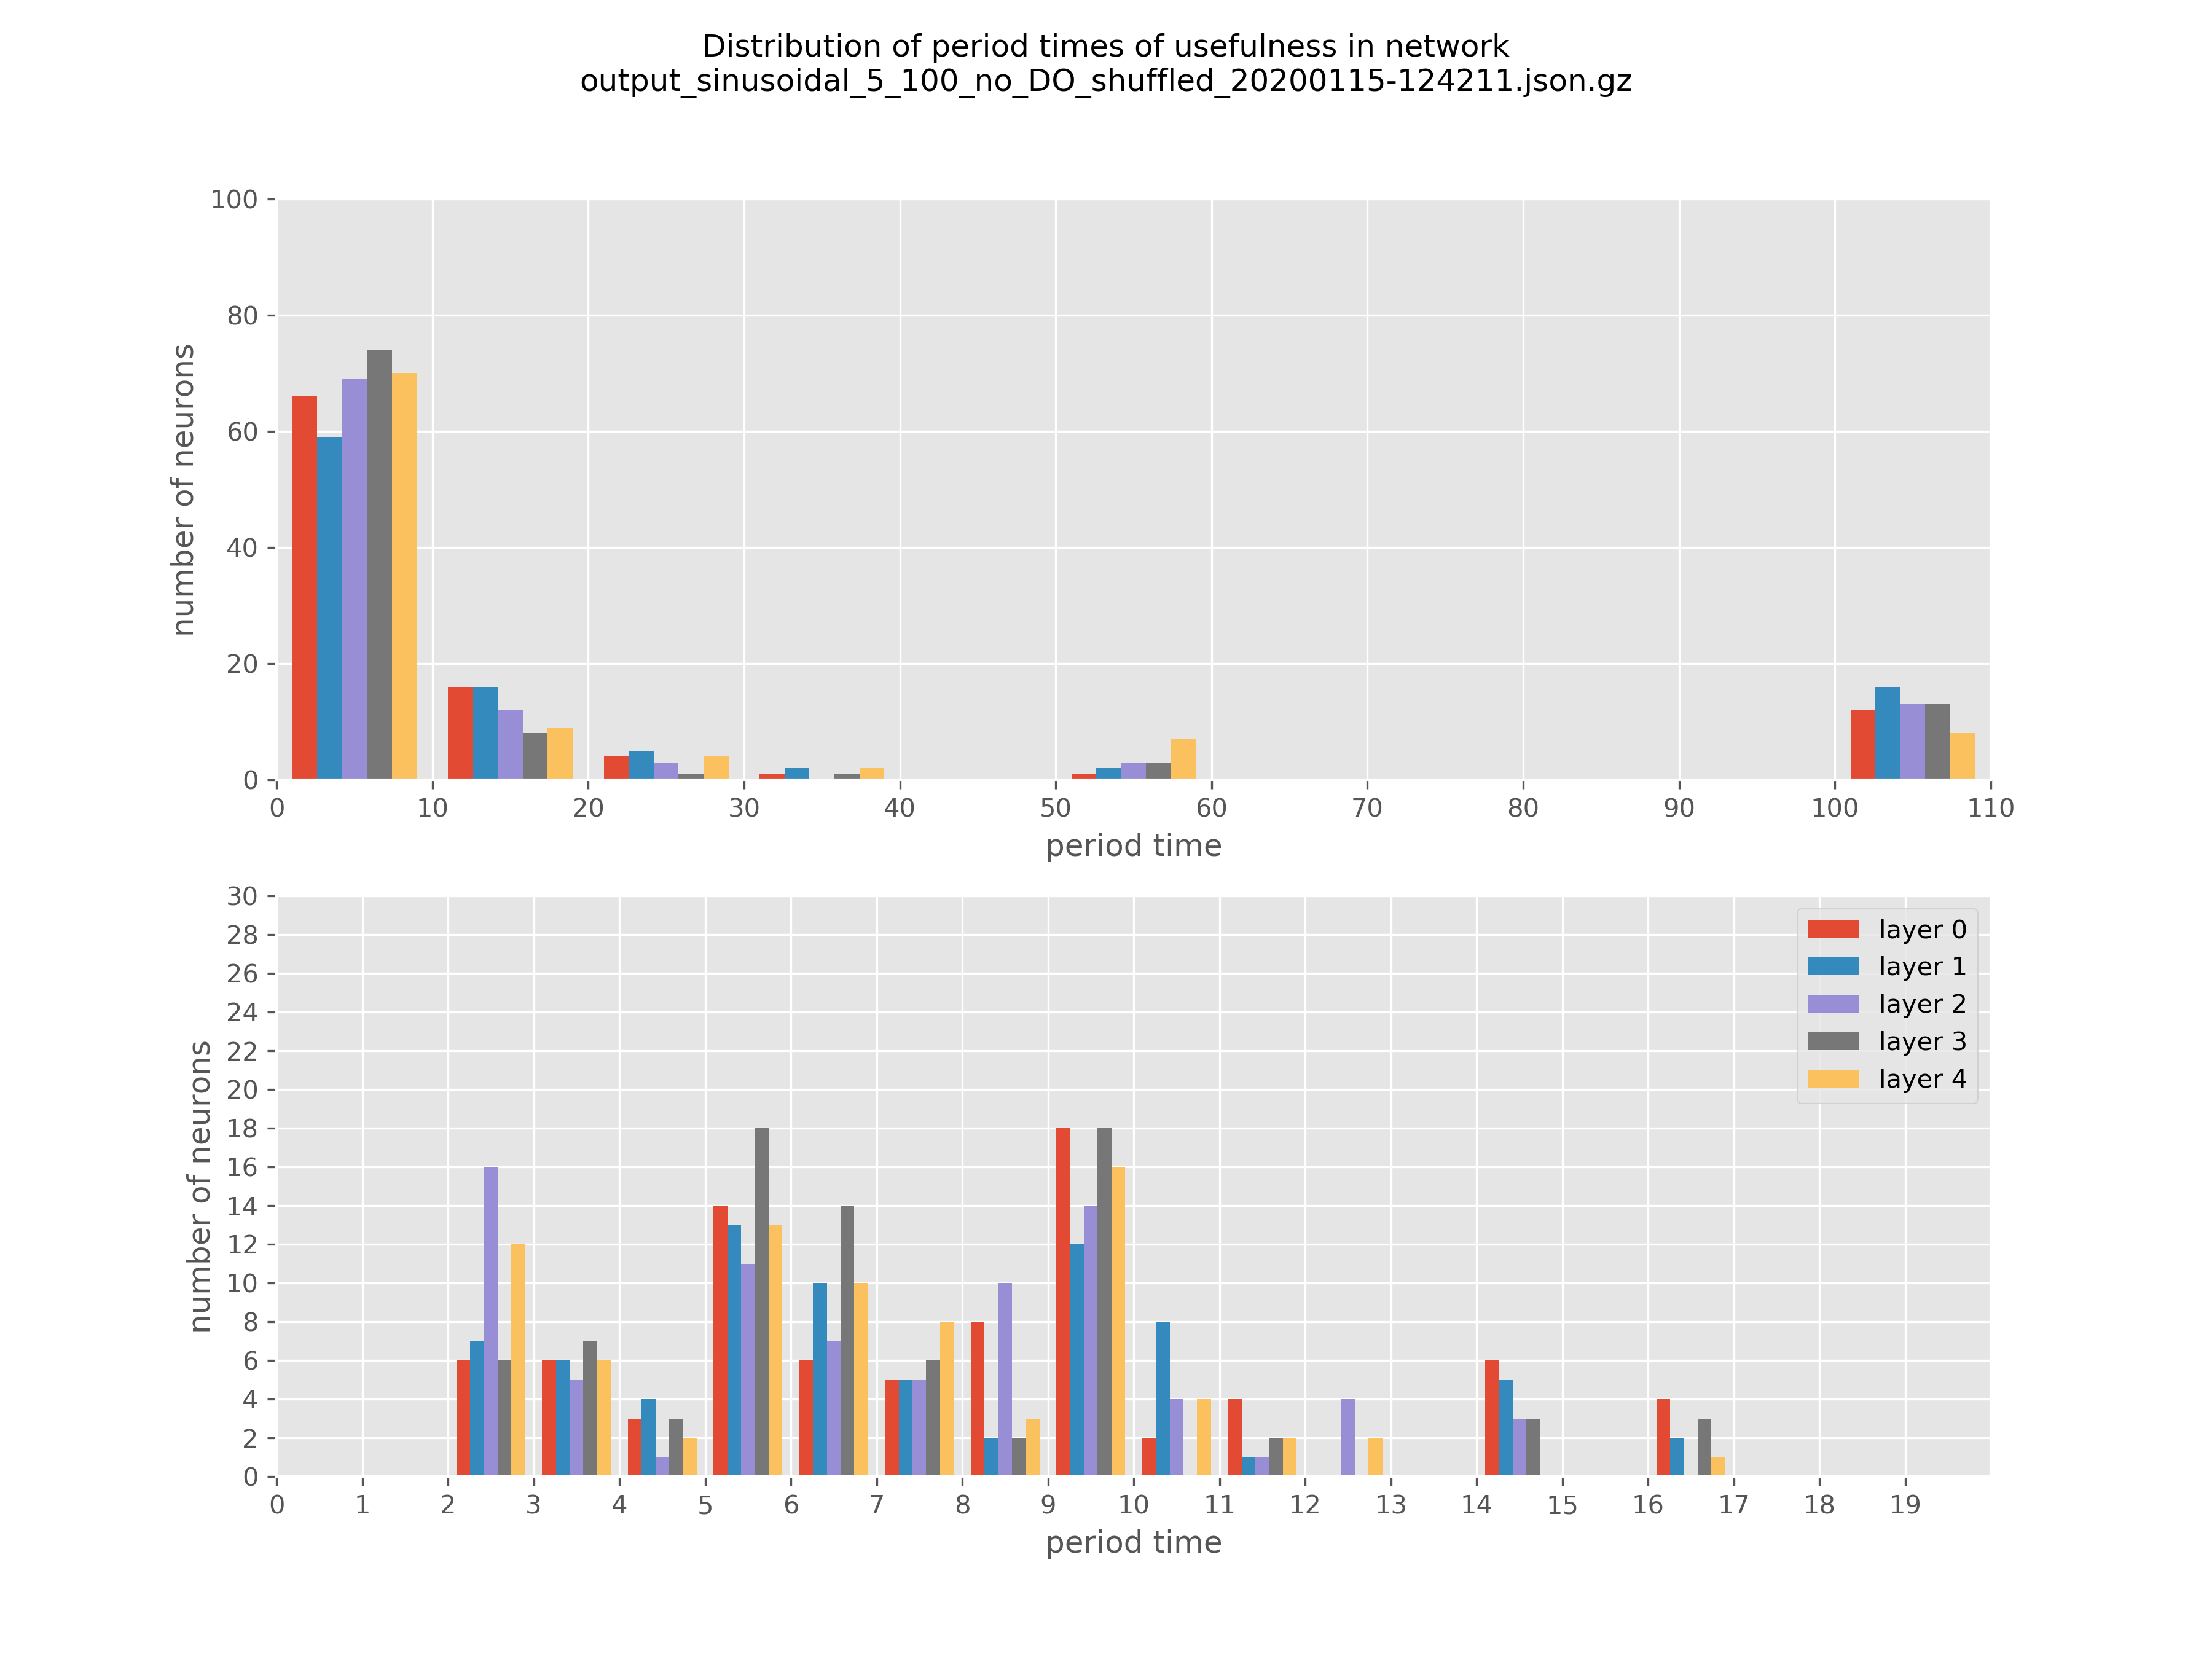 Distribution of period times of usefulness in network
output_sinusoidal_5_100_no_DO_shuffled_20200115-124211.json.gz
100
80
60
40
20
0
number of neurons
0 10 20 30 40 50 60 70 80 90 100 110
period time
30
28
26
24
22
20
18
16
14
12
10
8
6
4
2
0
number of neurons
layer 0
layer 1
layer 2
layer 3
layer 4
0 1 2 3 4 5 6 7 8 9 10 11 12 13 14 15 16 17 18 19
period time